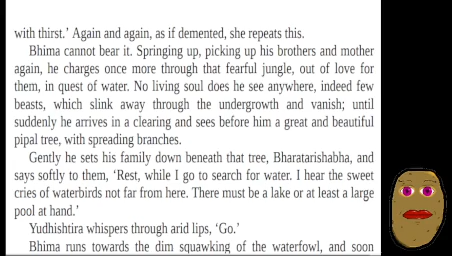 with thirst.’ Again and again, as if demented, she repeats this.
Bhima cannot bear it. Springing up, picking up his brothers and mother
again, he charges once more through that fearful jungle, out of love for
them, in quest of water. No living soul does he see anywhere, indeed few
beasts, which slink away through the undergrowth and vanish; until
suddenly he arrives in a clearing and sees before him a great and beautiful
pipal tree, with spreading branches.
Gently he sets his family down beneath that tree, Bharatarishabha, and
says softly to them, ‘Rest, while I go to search for water. I hear the sweet
cries of waterbirds not far from here. There must be a lake or at least a large
pool at hand.’
Yudhishtira whispers through arid lips, ‘Go.’
Bhima runs towards the dim squawking of the waterfowl, and soon